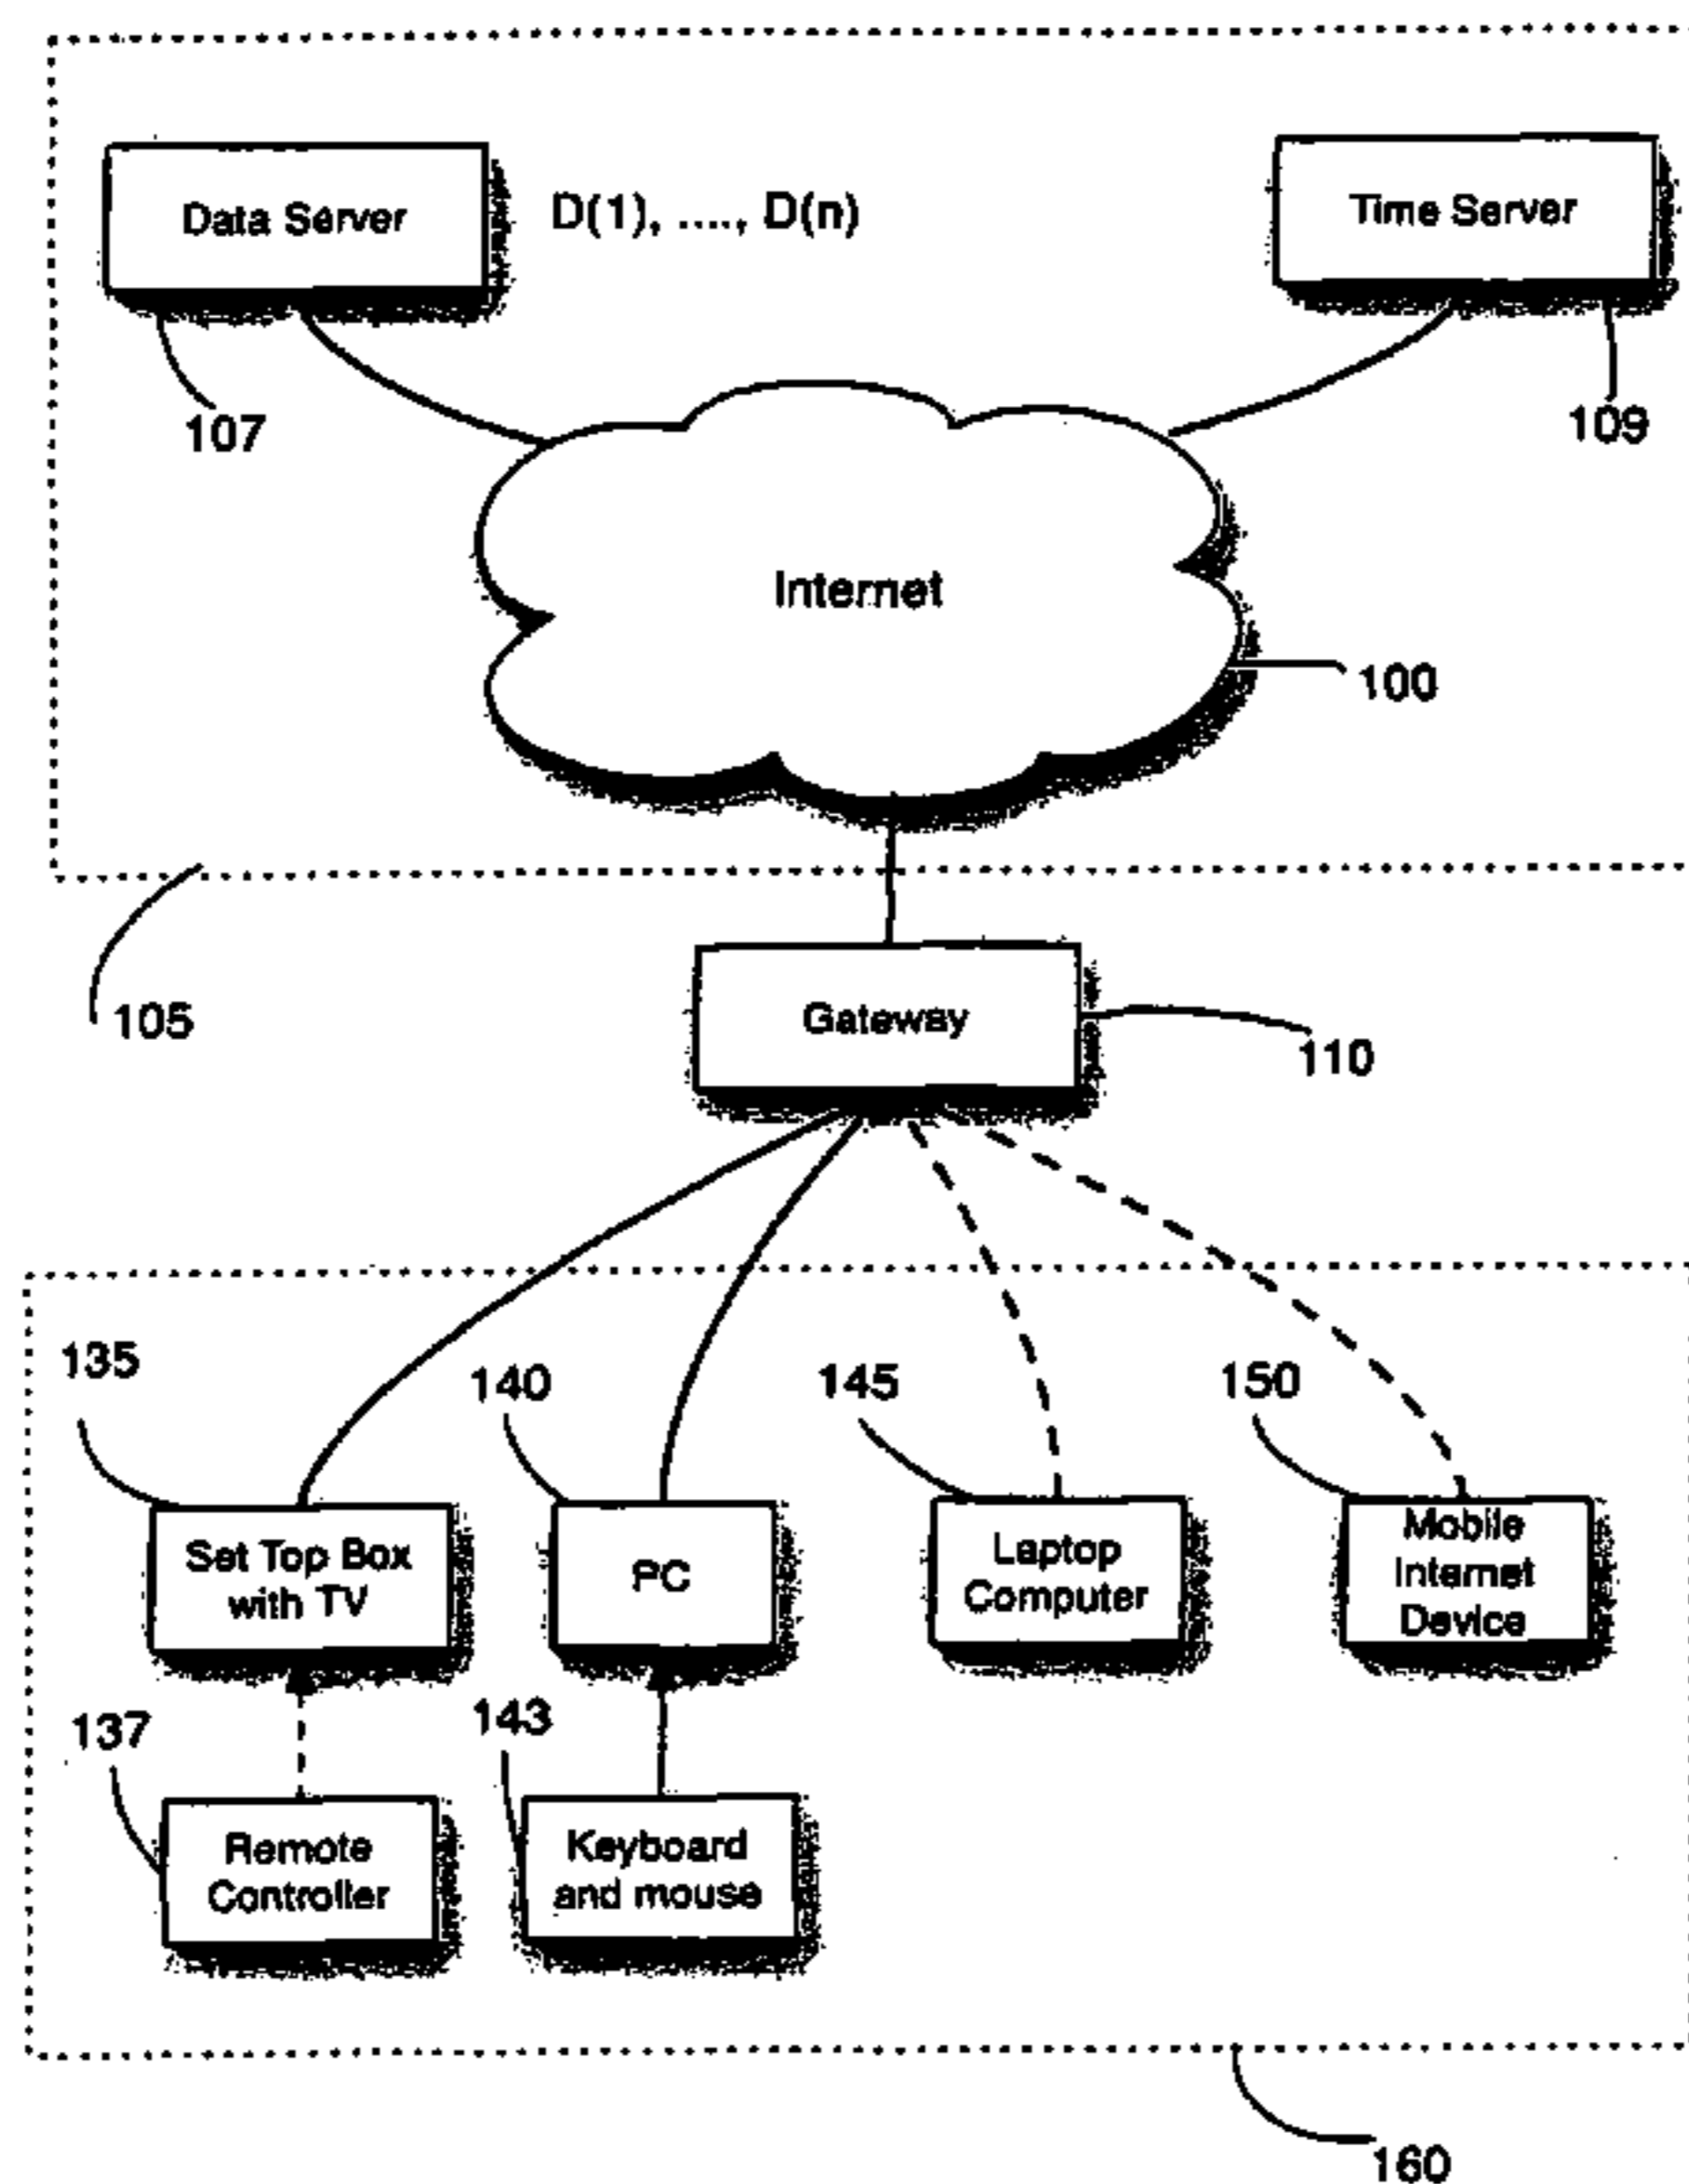 Data Server
D(1), ...., D(n)
Time Server
107
109
Internet
100
105
Gateway
110
135
140
145
150
Set Top Box
with TV
PC
Laptop
Computer
Mobile
Internet
Device
137
143
Remote
Controller
Keyboard
and mouse
160